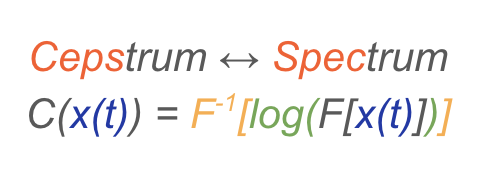 Cepstrum ↔ Spectrum
C(x(t)) = F⁻¹[log(F[x(t)])]